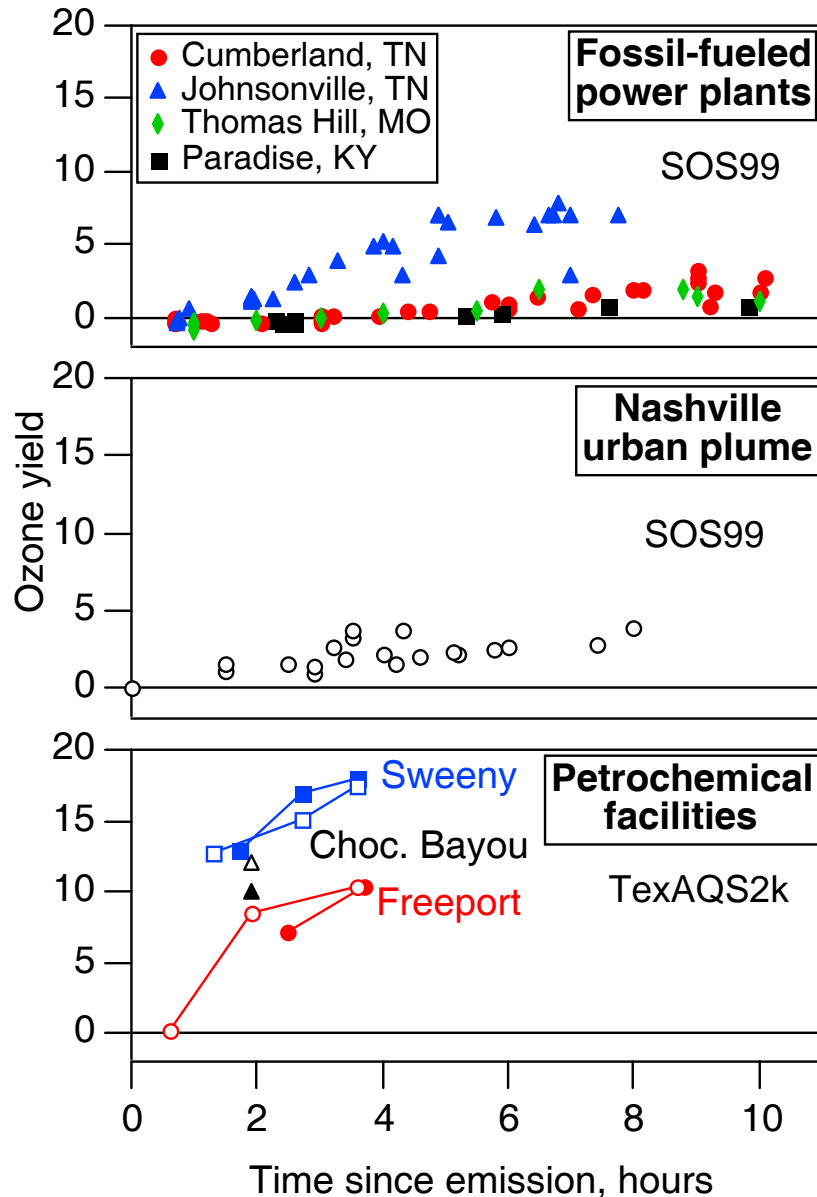 20
15
10
5
0
Cumberland, TN
Johnsonville, TN
Thomas Hill, MO
Paradise, KY
Fossil-fueled
power plants
SOS99
Ozone yield
20
15
10
5
0
Nashville
urban plume
SOS99
20
15
10
5
0
Sweeny
Choc. Bayou
Freeport
Petrochemical
facilities
TexAQS2k
0 2 4 6 8 10
Time since emission, hours